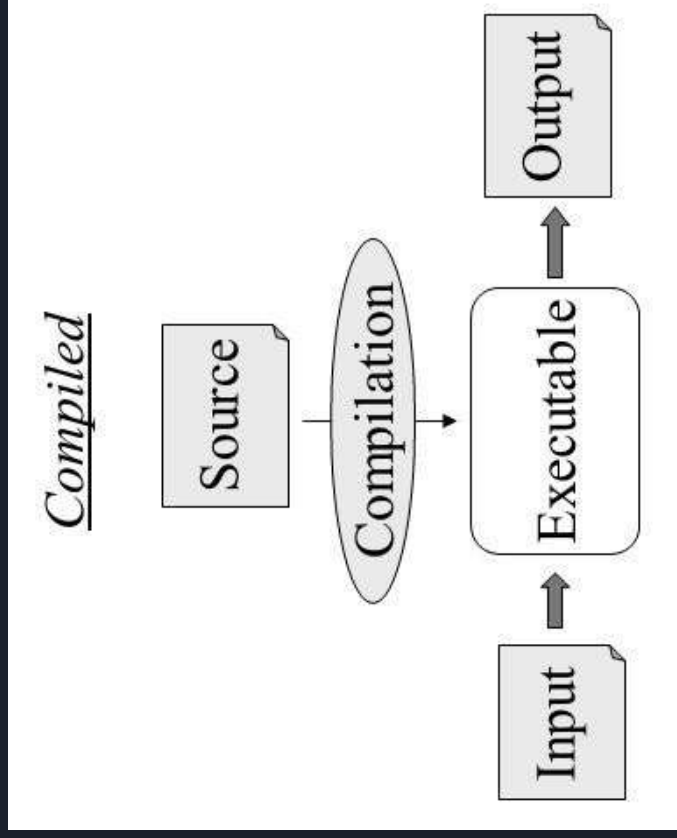 Compiled
Source
Compilation
Input
Executable
Output